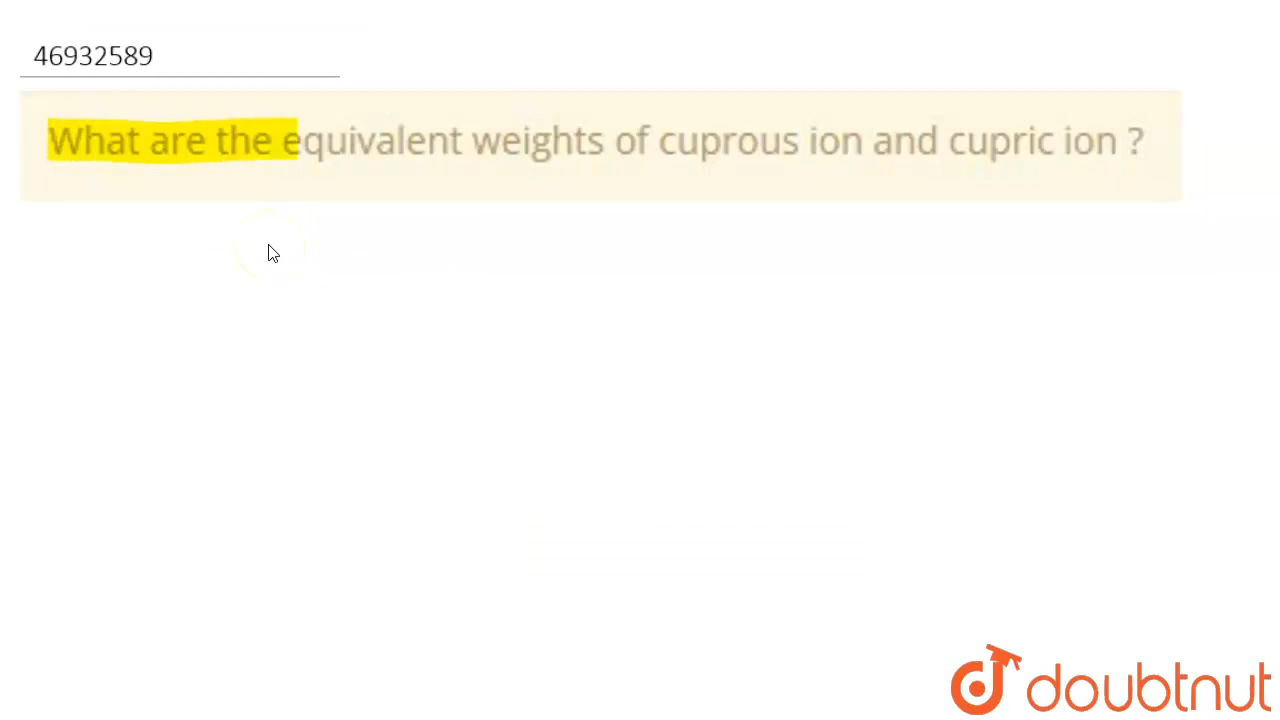 46932589
What are the equivalent weights of cuprous ion and cupric ion ?
doubtnut